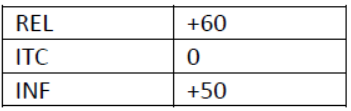 REL +60
ITC 0
INF +50